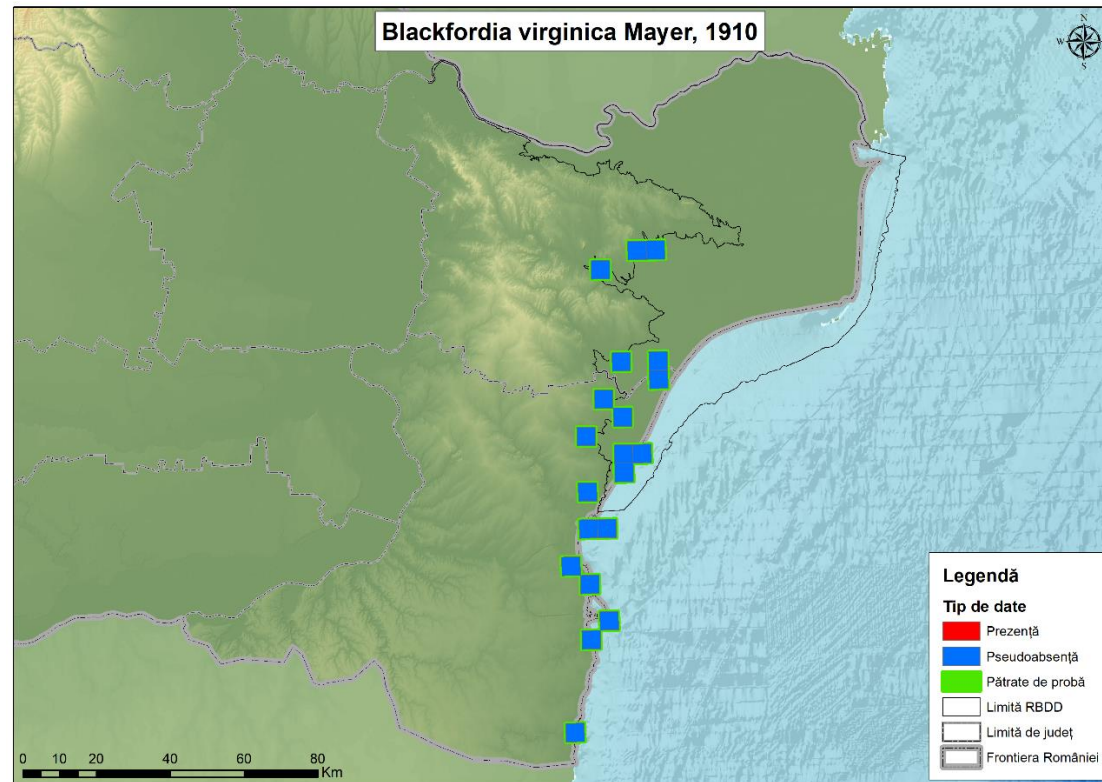 Blackfordia virginica Mayer, 1910
N
W E
S
Legendă
Tip de date
Prezență
Pseudoabsență
Pătrate de probă
Limită RBDD
Limită de județ
Frontiera României
0 10 20 40 60 80
Km